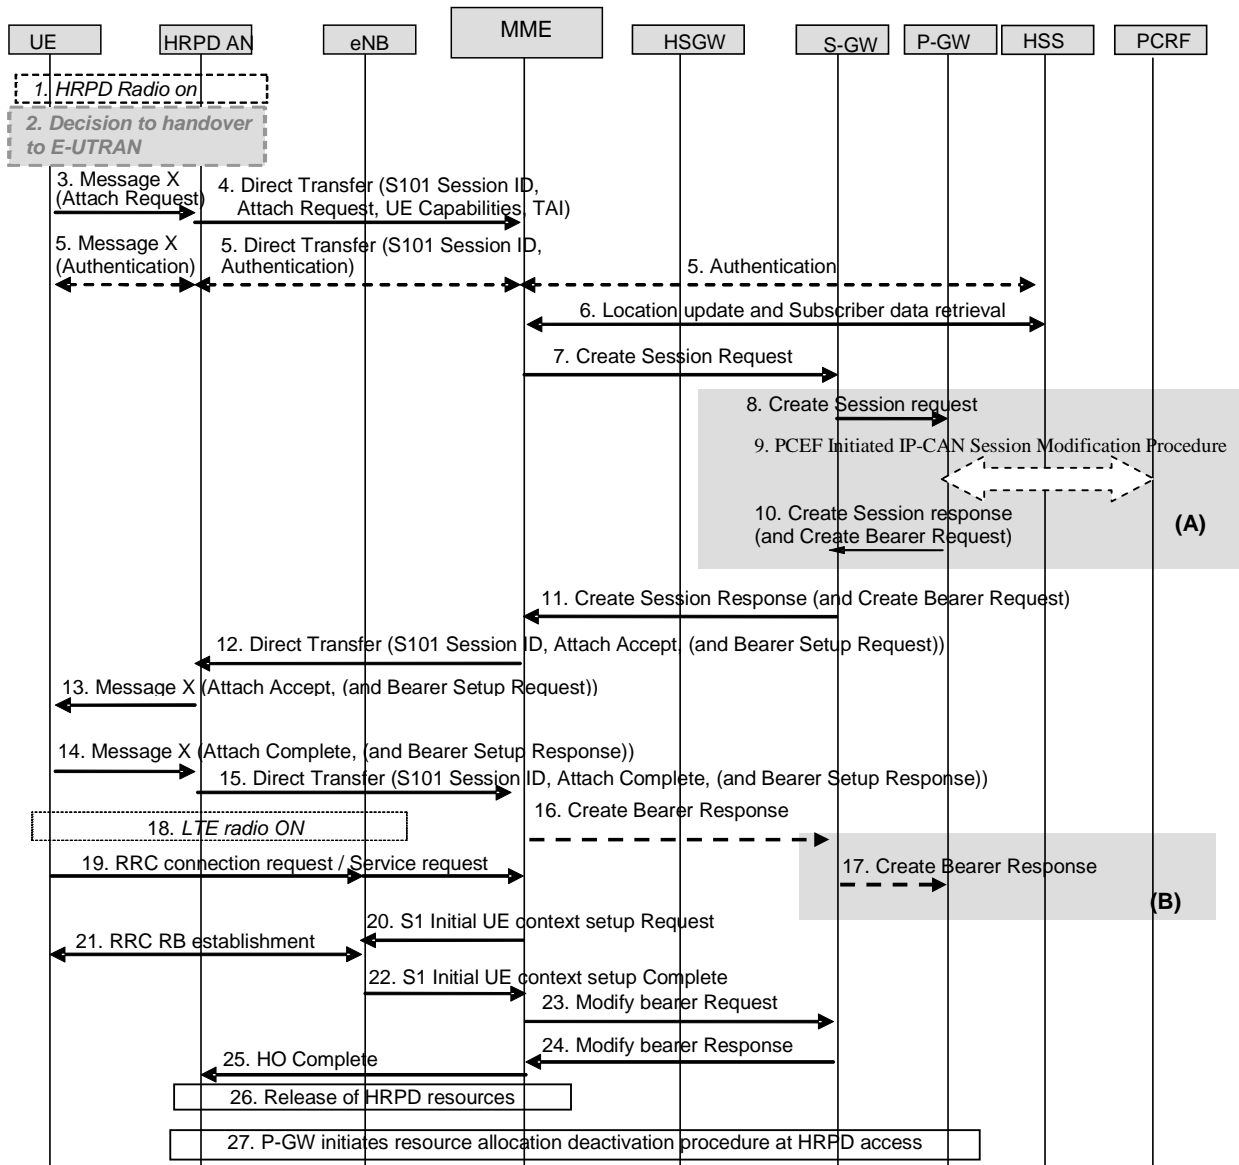 UE
HRPD AN
eNB
MME
HSGW
S-GW
P-GW
HSS
PCRF
1. HRPD Radio on
2. Decision to handover
to E-UTRAN
3. Message X
(Attach Request)
4. Direct Transfer (S101 Session ID,
Attach Request, UE Capabilities, TAI)
5. Message X
(Authentication)
5. Direct Transfer (S101 Session ID,
Authentication)
5. Authentication
6. Location update and Subscriber data retrieval
7. Create Session Request
8. Create Session request
9. PCEF Initiated IP-CAN Session Modification Procedure
10. Create Session response
(and Create Bearer Request)
(A)
11. Create Session Response (and Create Bearer Request)
12. Direct Transfer (S101 Session ID, Attach Accept, (and Bearer Setup Request))
13. Message X (Attach Accept, (and Bearer Setup Request))
14. Message X (Attach Complete, (and Bearer Setup Response))
15. Direct Transfer (S101 Session ID, Attach Complete, (and Bearer Setup Response))
16. Create Bearer Response
18. LTE radio ON
17. Create Bearer Response
(B)
19. RRC connection request / Service request
20. S1 Initial UE context setup Request
21. RRC RB establishment
22. S1 Initial UE context setup Complete
23. Modify bearer Request
24. Modify bearer Response
25. HO Complete
26. Release of HRPD resources
27. P-GW initiates resource allocation deactivation procedure at HRPD access